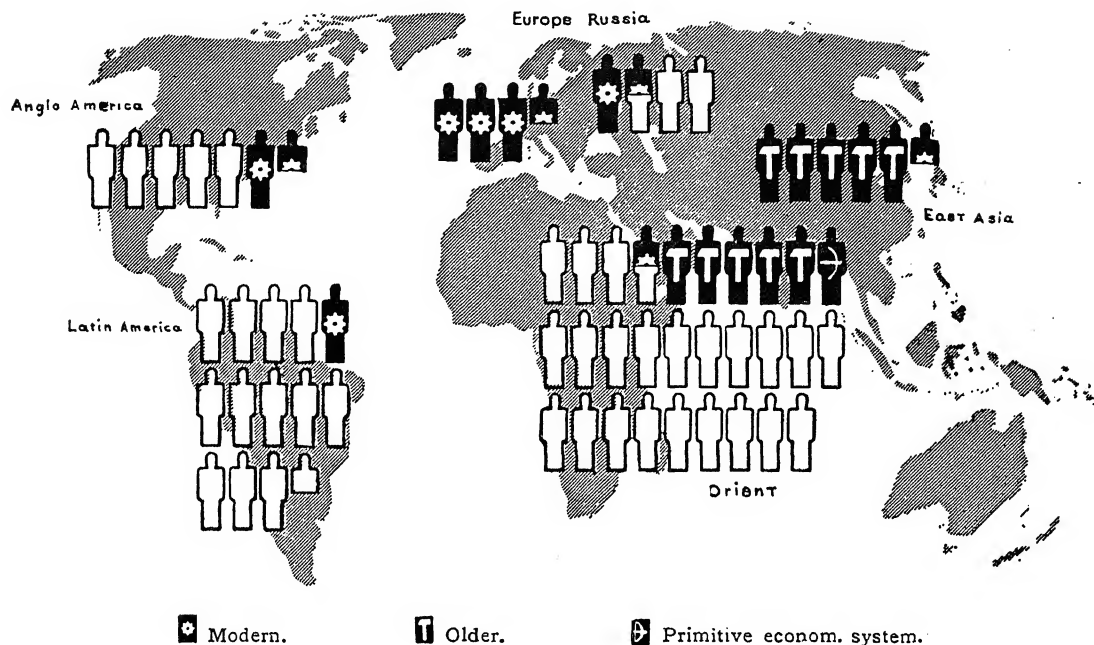 Europe Russia
Anglo America
East Asia
Latin America
Orient
Modern.
Older.
Primitive econom. system.